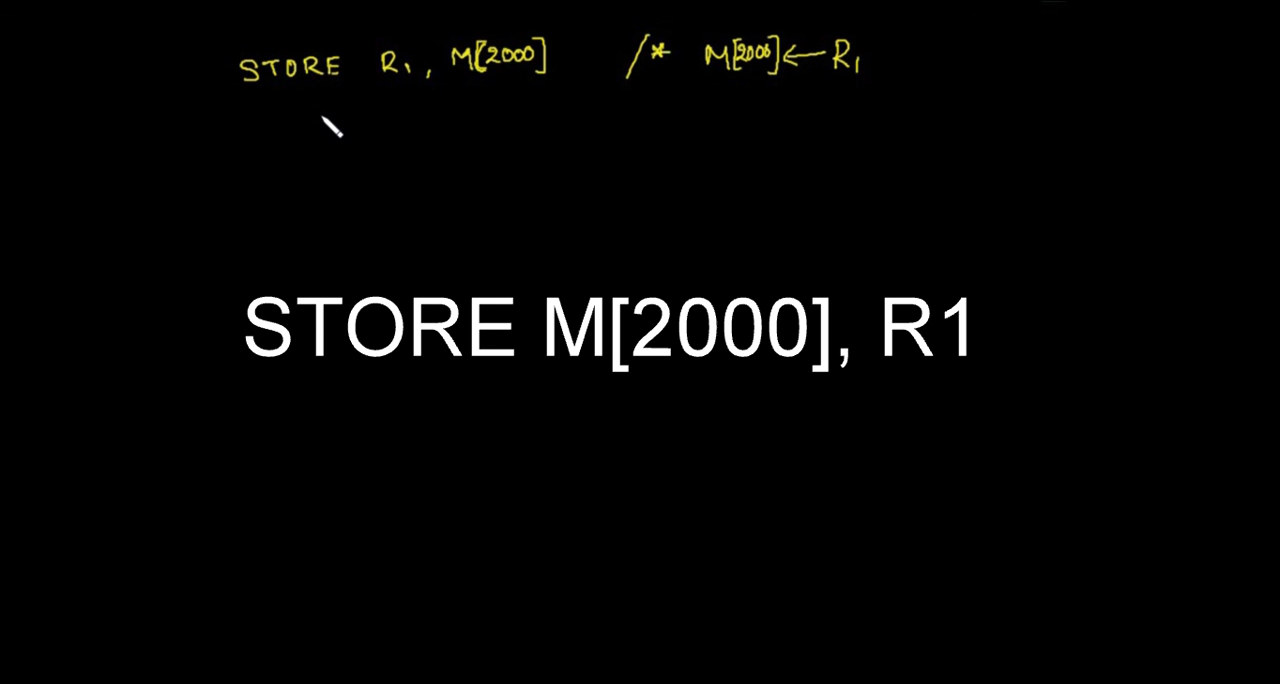 STORE R1, M[2000] /* M[2000]←R1
STORE M[2000], R1